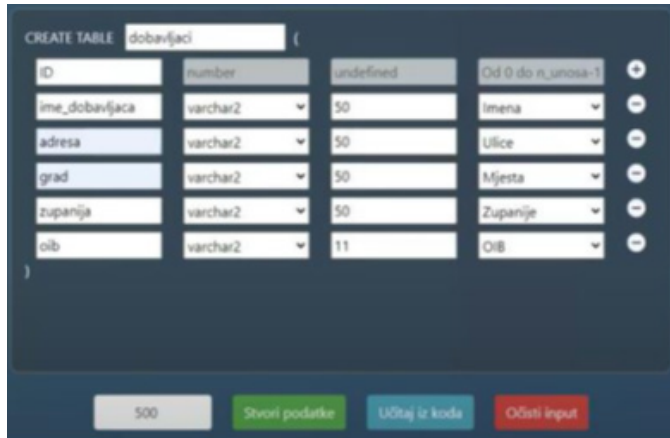 CREATE TABLE dobavljaci (
ID number undefined Od 0 do n_unosa-1
ime_dobavljaca varchar2 50 Imena
adresa varchar2 50 Ulice
grad varchar2 50 Mjesta
zupanija varchar2 50 Zupanije
oib varchar2 11 OIB
)
500 Stvori podatke Učitaj iz koda Očisti input